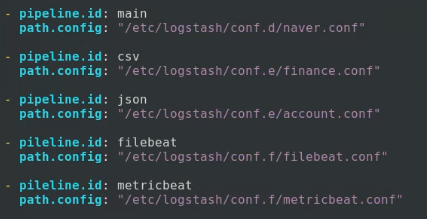 - pipeline.id: main
  path.config: "/etc/logstash/conf.d/naver.conf"
- pipeline.id: csv
  path.config: "/etc/logstash/conf.e/finance.conf"
- pipeline.id: json
  path.config: "/etc/logstash/conf.e/account.conf"
- pileline.id: filebeat
  path.config: "/etc/logstash/conf.f/filebeat.conf"
- pileline.id: metricbeat
  path.config: "/etc/logstash/conf.f/metricbeat.conf"